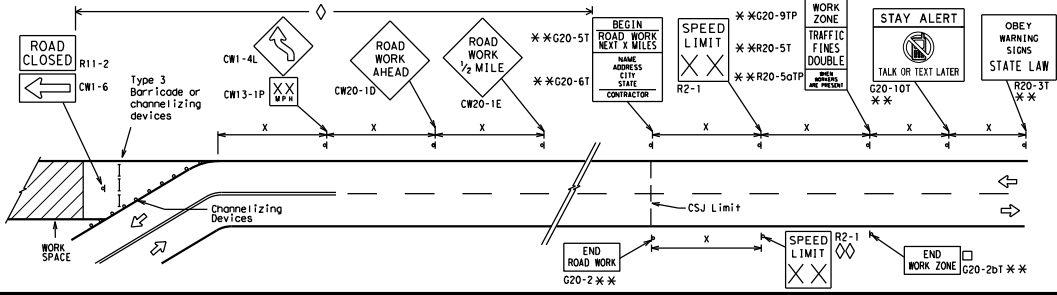 ROAD
CLOSED
R11-2
CW1-6
Type 3
Barricade or
channelizing
devices
CW1-4L
XX
MPH
CW13-1P
ROAD
WORK
AHEAD
CW20-1D
ROAD
WORK
1/2 MILE
CW20-1E
**G20-5T
**G20-6T
BEGIN
ROAD WORK
NEXT X MILES
NAME
ADDRESS
CITY
STATE
CONTRACTOR
SPEED
LIMIT
XX
R2-1
**G20-9TP
**R20-5T
**R20-5aTP
WORK
ZONE
TRAFFIC
FINES
DOUBLE
WHEN
WORKERS
ARE PRESENT
STAY ALERT
TALK OR TEXT LATER
G20-10T
**
OBEY
WARNING
SIGNS
STATE LAW
R20-3T
**
X
X
X
X
X
X
X
Channelizing
Devices
CSJ Limit
WORK
SPACE
END
ROAD WORK
G20-2 **
X
SPEED
LIMIT
XX
R2-1
END
WORK ZONE
G20-2bT **